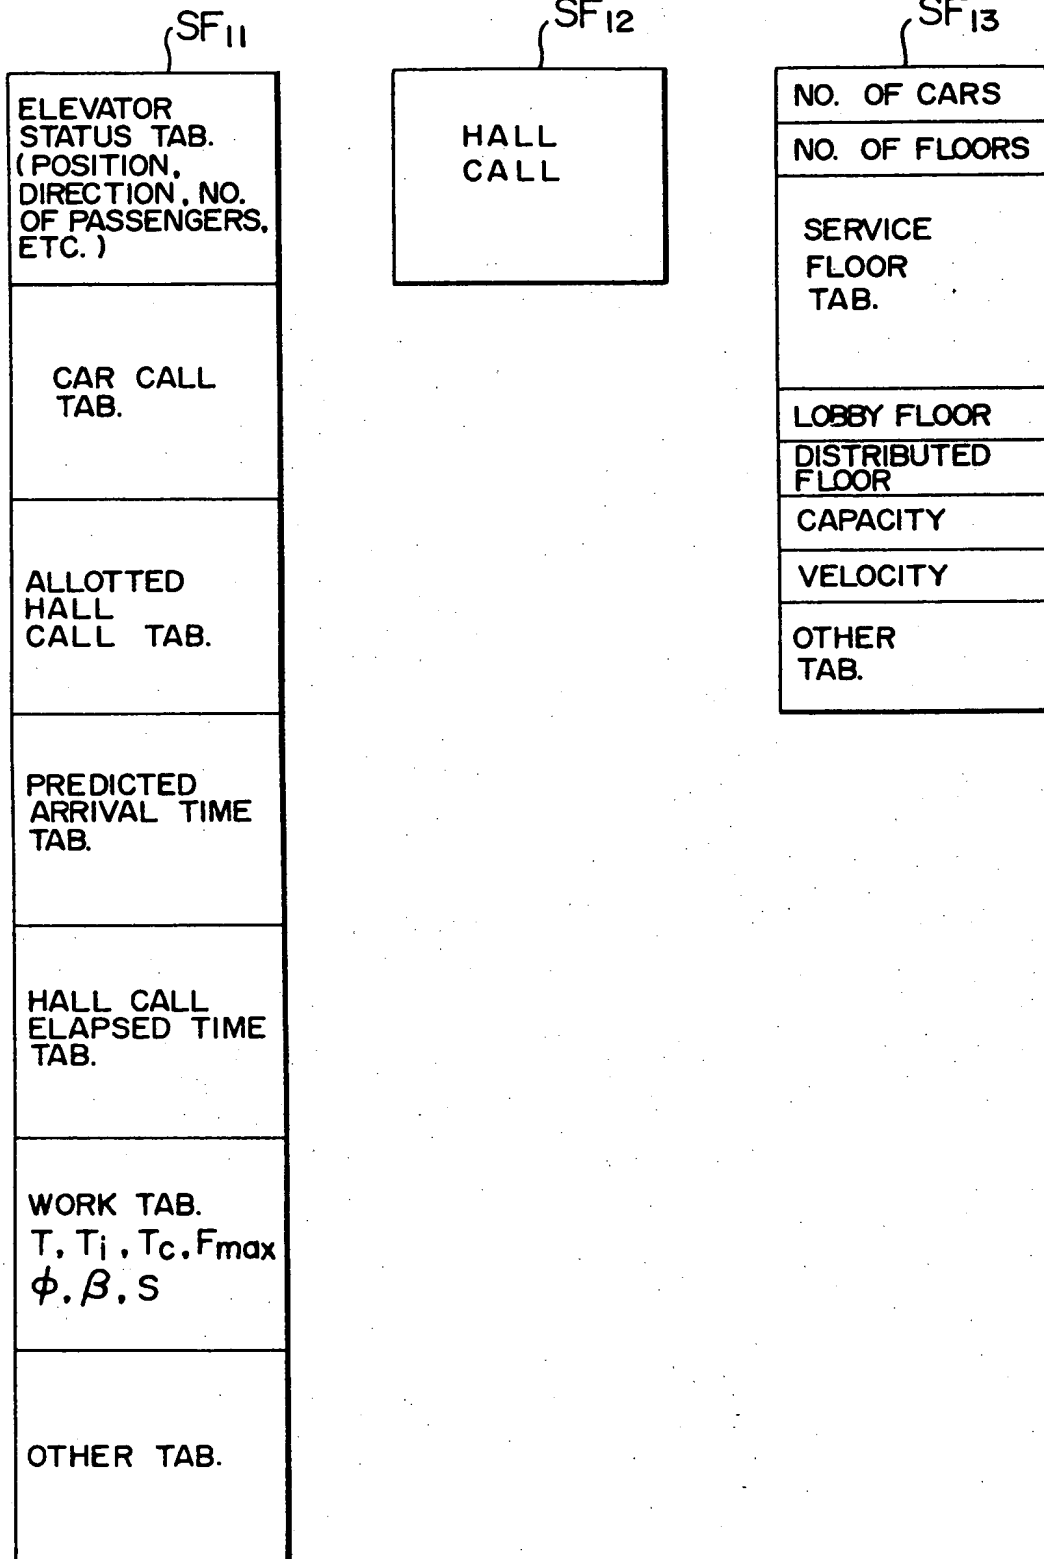 SF11
ELEVATOR
STATUS TAB.
(POSITION,
DIRECTION, NO.
OF PASSENGERS,
ETC.)
CAR CALL
TAB.
ALLOTTED
HALL
CALL TAB.
PREDICTED
ARRIVAL TIME
TAB.
HALL CALL
ELAPSED TIME
TAB.
WORK TAB.
T, Ti, Tc, Fmax
ϕ, β, S
OTHER TAB.
SF12
HALL
CALL
SF13
NO. OF CARS
NO. OF FLOORS
SERVICE
FLOOR
TAB.
LOBBY FLOOR
DISTRIBUTED
FLOOR
CAPACITY
VELOCITY
OTHER
TAB.